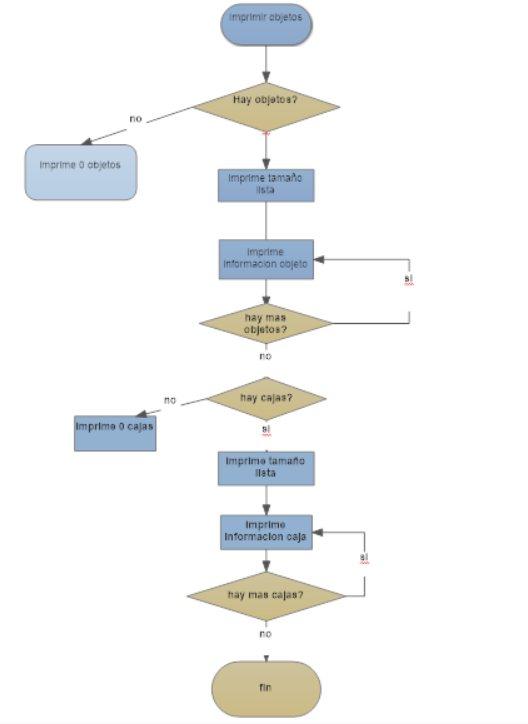 Imprimir objetos
Hay objetos?
no
Imprime 0 objetos
Imprime tamaño
lista
Imprime
informacion objeto
si
hay mas
objetos?
no
hay cajas?
no
Imprime 0 cajas
si
Imprime tamaño
lista
Imprime
informacion caja
si
hay mas cajas?
no
fin